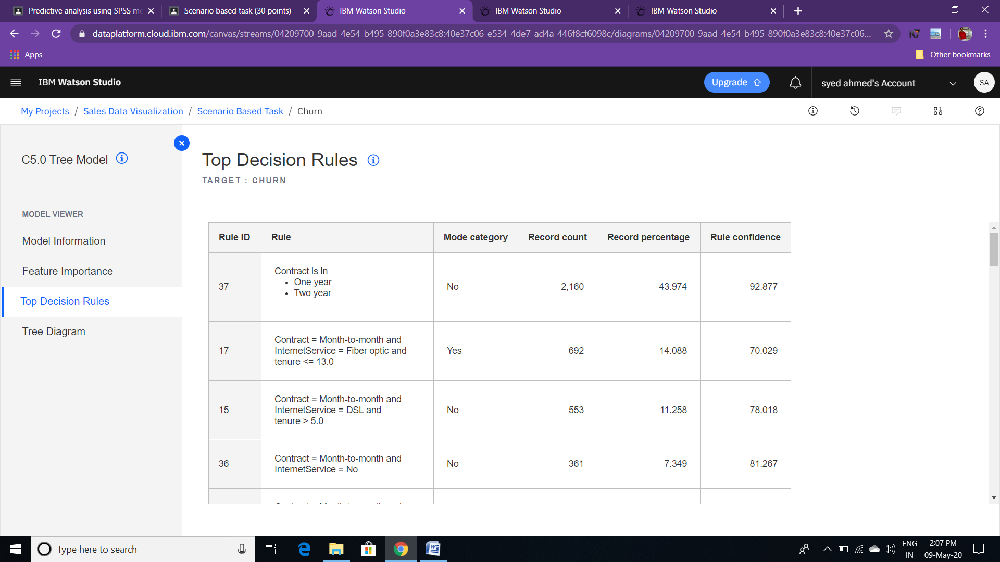 Predictive analysis using SPSS mo
Scenario based task (30 points)
IBM Watson Studio
IBM Watson Studio
IBM Watson Studio
dataplatform.cloud.ibm.com/canvas/streams/04209700-9aad-4e54-b495-890f0a3e83c8:40e37c06-e534-4de7-ad4a-446f8cf6098c/diagrams/04209700-9aad-4e54-b495-890f0a3e83c8:40e37c06...
Apps
Other bookmarks
IBM Watson Studio
Upgrade
syed ahmed's Account
SA
My Projects / Sales Data Visualization / Scenario Based Task / Churn
C5.0 Tree Model
MODEL VIEWER
Model Information
Feature Importance
Top Decision Rules
Tree Diagram
Top Decision Rules
TARGET : CHURN
Rule ID Rule Mode category Record count Record percentage Rule confidence
37
Contract is in
• One year
• Two year
No 2,160 43.974 92.877
17
Contract = Month-to-month and
InternetService = Fiber optic and
tenure <= 13.0
Yes 692 14.088 70.029
15
Contract = Month-to-month and
InternetService = DSL and
tenure > 5.0
No 553 11.258 78.018
36
Contract = Month-to-month and
InternetService = No
No 361 7.349 81.267
Type here to search
ENG
IN
2:07 PM
09-May-20